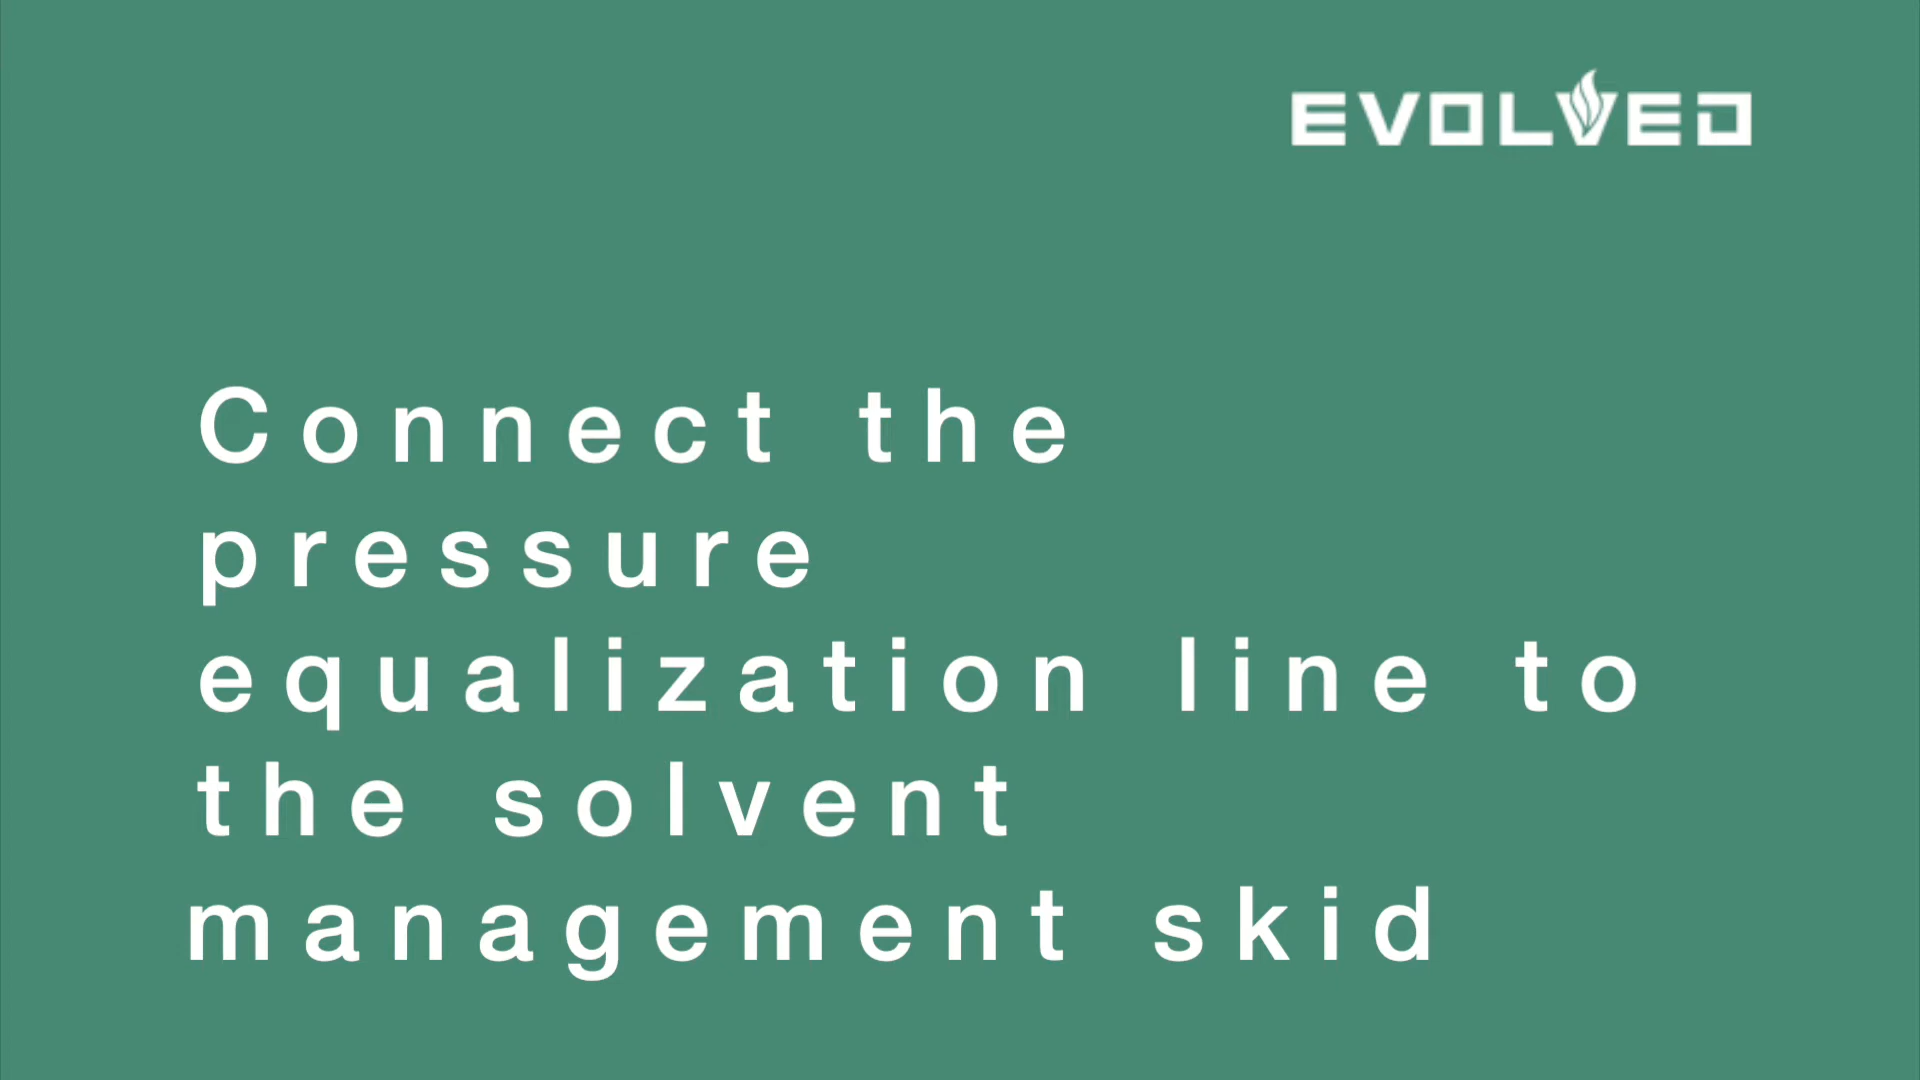 EVOLVED
Connect the
pressure
equalization line to
the solvent
management skid